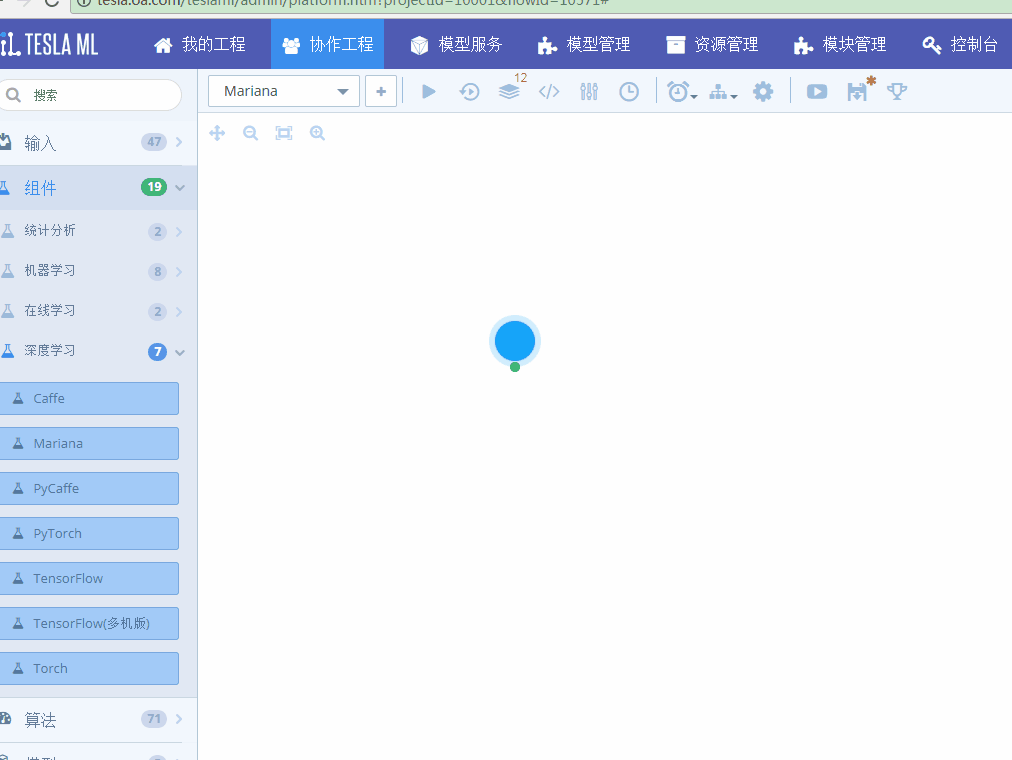 tesla.oa.com/teslaml/admin/platform.htm?projectId=10001&flowId=10571#
TESLA ML
我的工程
协作工程
模型服务
模型管理
资源管理
模块管理
控制台
搜索
Mariana
12
输入 47
组件 19
统计分析 2
机器学习 8
在线学习 2
深度学习 7
Caffe
Mariana
PyCaffe
PyTorch
TensorFlow
TensorFlow(多机版)
Torch
算法 71